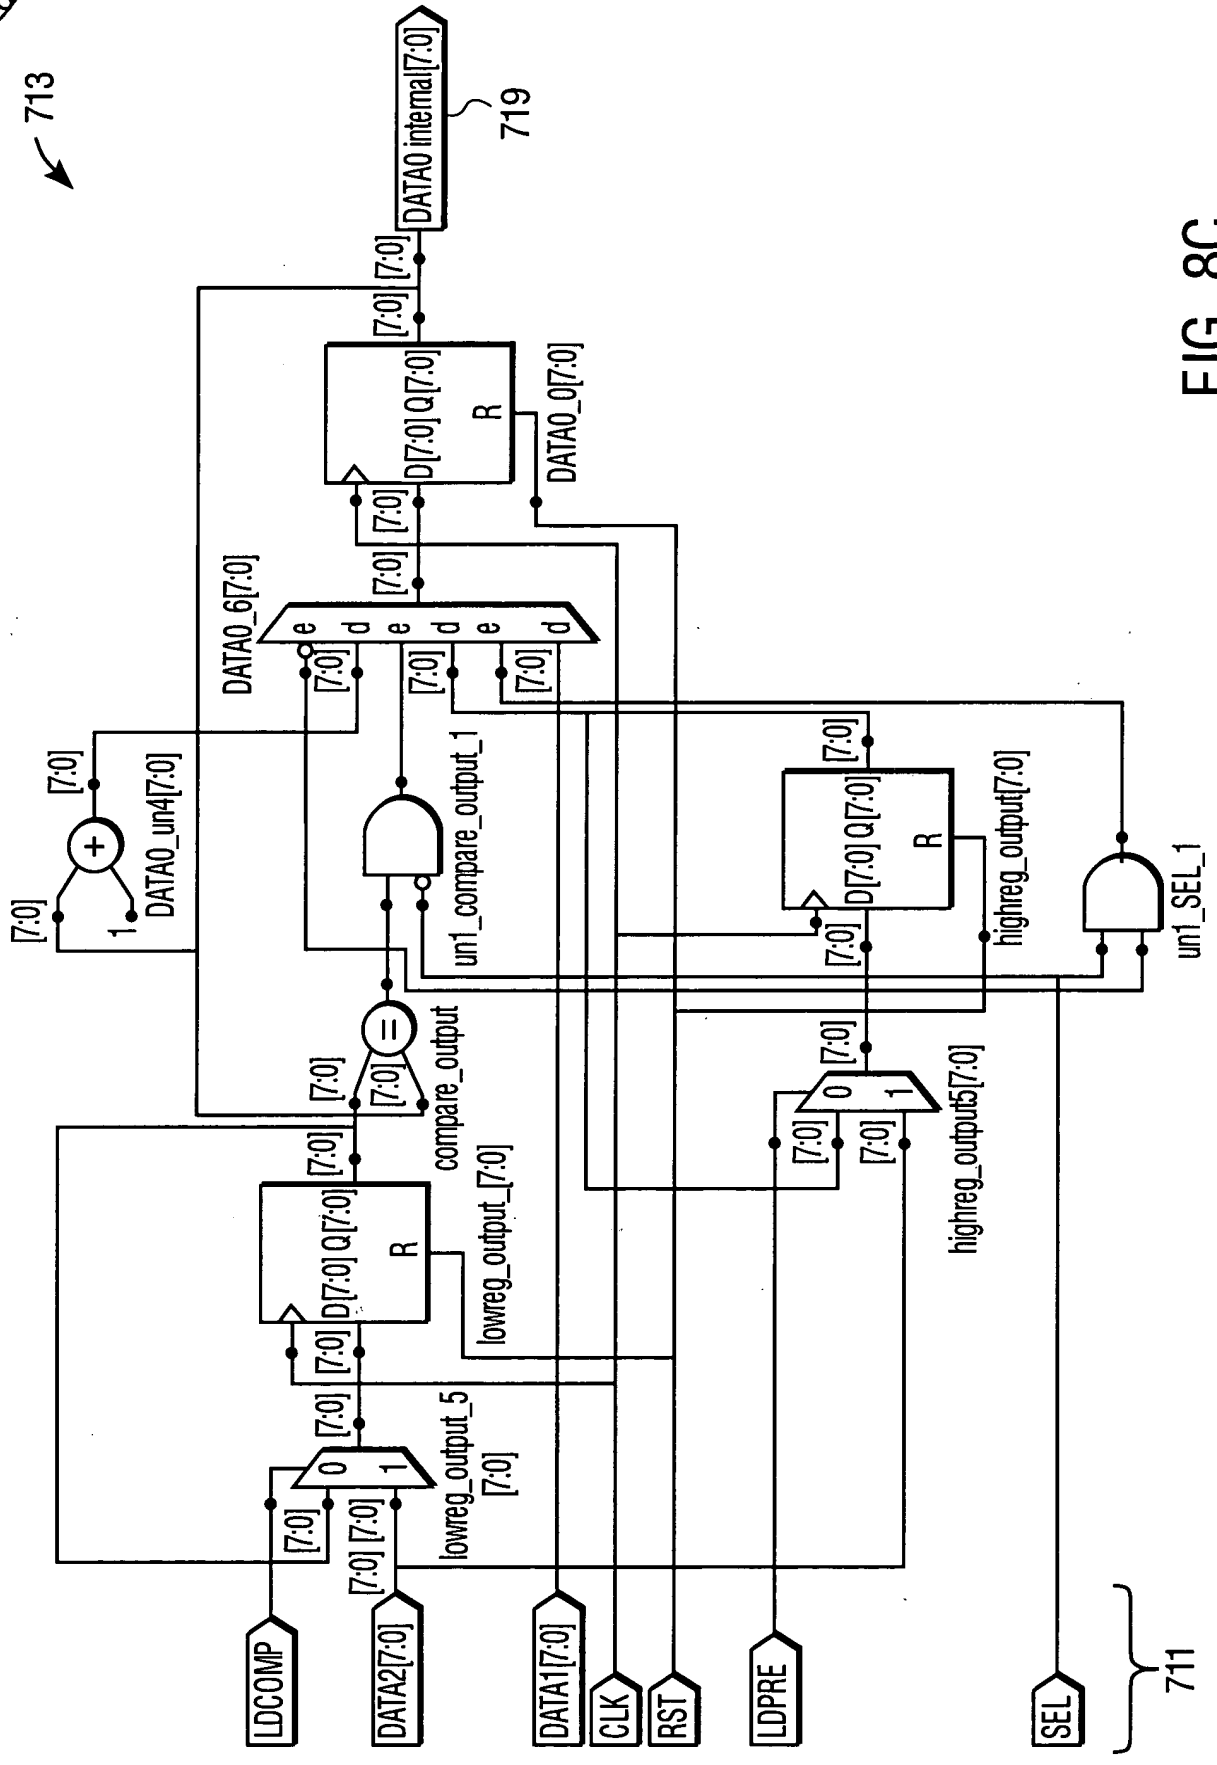 713
DATA0 internal[7:0]
719
[7:0]
[7:0]
D[7:0] Q[7:0]
R
DATA0_0[7:0]
[7:0]
[7:0]
DATA0_6[7:0]
e
d
e
d
e
d
[7:0]
[7:0]
[7:0]
[7:0]
+
[7:0]
1
DATA0_un4[7:0]
un1_compare_output_1
=
compare_output
[7:0]
[7:0]
[7:0]
D[7:0] Q[7:0]
R
lowreg_output_[7:0]
[7:0]
[7:0]
0
1
lowreg_output_5
[7:0]
[7:0]
[7:0]
[7:0]
[7:0]
D[7:0] Q[7:0]
R
highreg_output[7:0]
[7:0]
[7:0]
0
1
highreg_output5[7:0]
[7:0]
[7:0]
un1_SEL_1
LDCOMP
DATA2[7:0]
DATA1[7:0]
CLK
RST
LDPRE
SEL
711
FIG. 8C